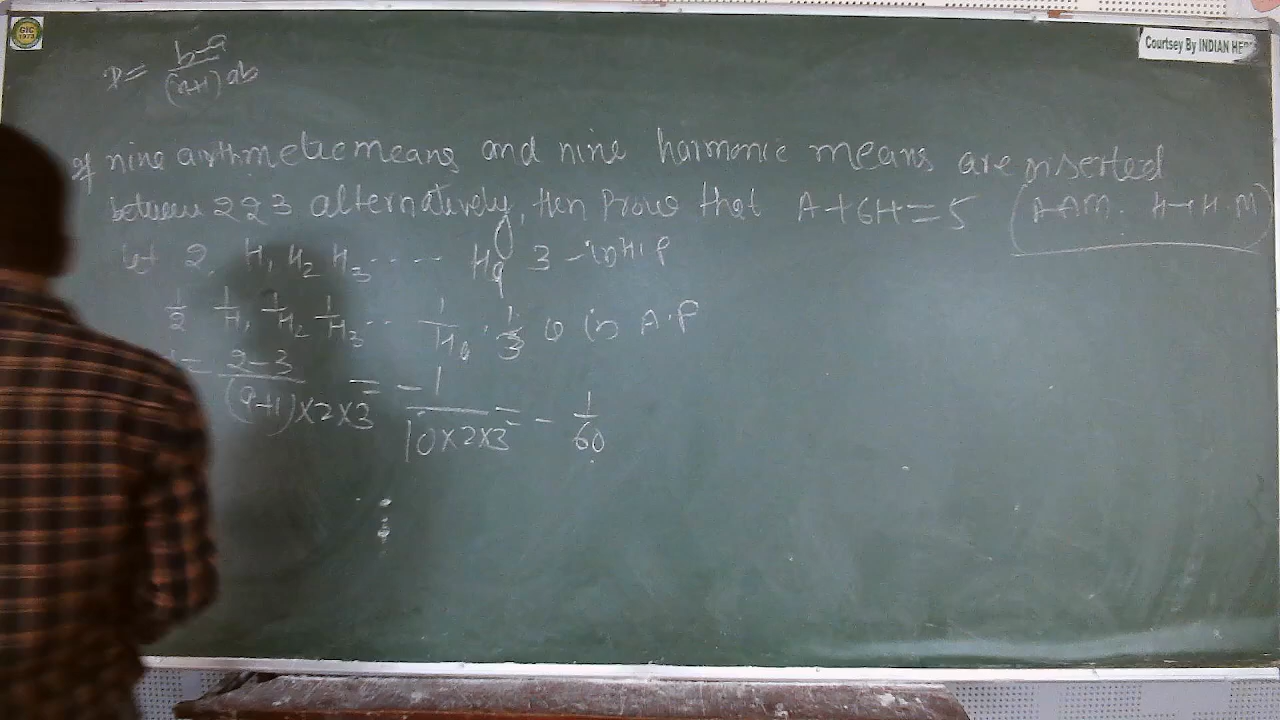 GIC
1973
Courtsey By INDIAN HE
= b-a / (n+1) ab
If nine arithmetic means and nine harmonic means are inserted
between 2 & 3 alternatively, then Prove that A+6H=5 (A→A.M. H→H.M)
let 2, H₁ H₂ H₃ ---- H₉ 3 - in H.P
1/2 1/H₁, 1/H₂ 1/H₃ -- 1/H₉, 1/3 in A.P
= 2-3 / (9+1)×2×3 = -1 / 10×2×3 = - 1/60